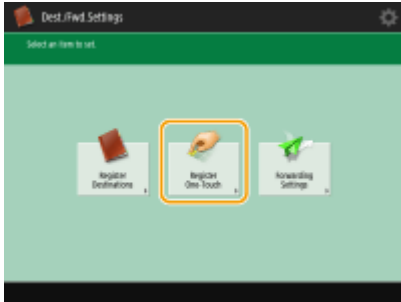 Dest./Fwd.Settings
Select an item to set.
Register
Destinations
Register
One-Touch
Forwarding
Settings